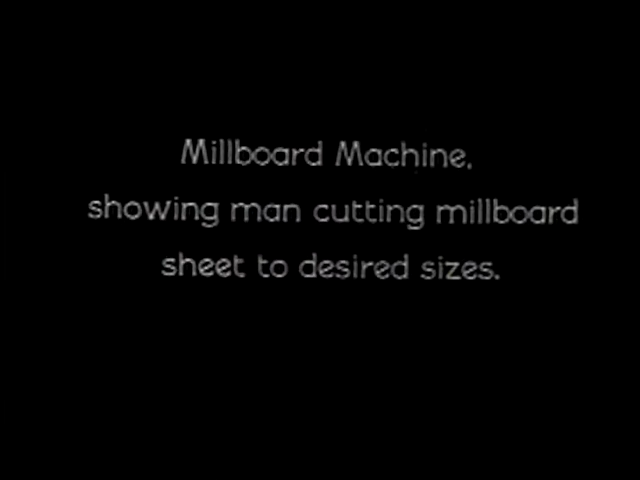 Millboard Machine,
showing man cutting millboard
sheet to desired sizes.